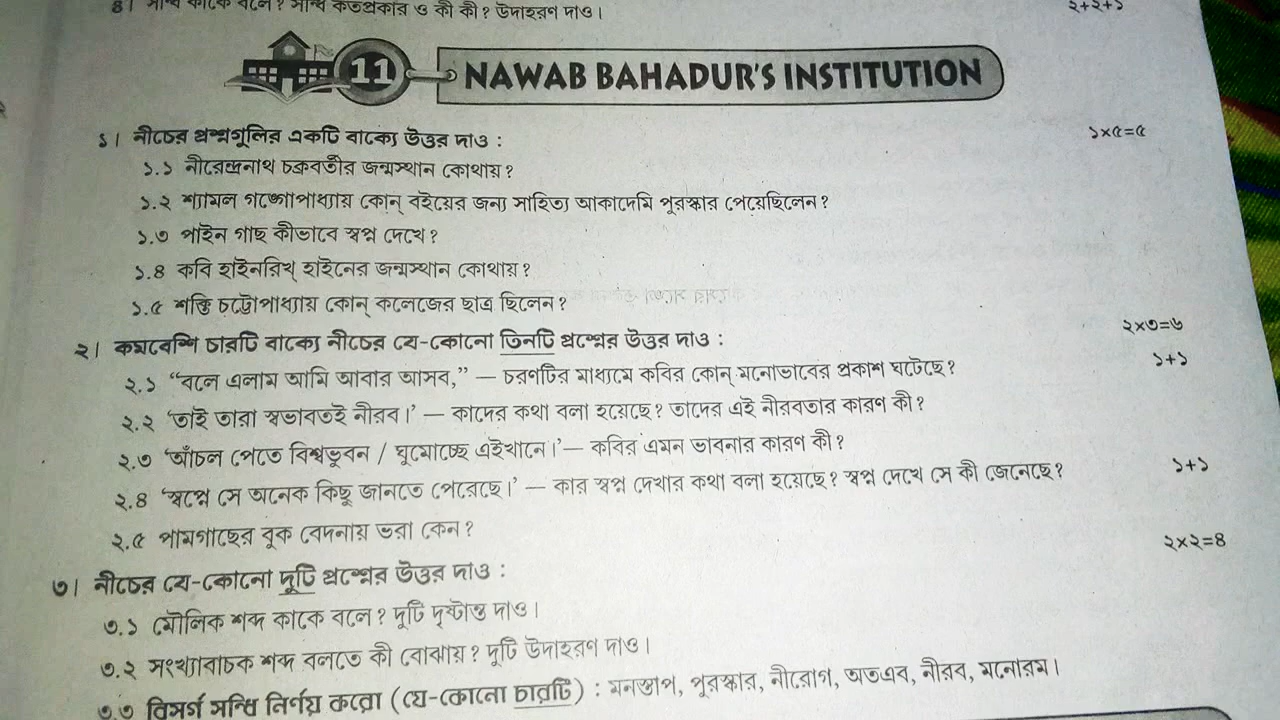 ৪। সন্ধি কাকে বলে? সন্ধি কতপ্রকার ও কী কী? উদাহরণ দাও। ২+২+১
11 NAWAB BAHADUR'S INSTITUTION
১। নীচের প্রশ্নগুলির একটি বাক্যে উত্তর দাও : ১×৫=৫
১.১ নীরেন্দ্রনাথ চক্রবর্তীর জন্মস্থান কোথায়?
১.২ শ্যামল গঙ্গোপাধ্যায় কোন্ বইয়ের জন্য সাহিত্য আকাদেমি পুরস্কার পেয়েছিলেন?
১.৩ পাইন গাছ কীভাবে স্বপ্ন দেখে?
১.৪ কবি হাইনরিখ্ হাইনের জন্মস্থান কোথায়?
১.৫ শক্তি চট্টোপাধ্যায় কোন্ কলেজের ছাত্র ছিলেন?
২। কমবেশি চারটি বাক্যে নীচের যে-কোনো তিনটি প্রশ্নের উত্তর দাও : ২×৩=৬
২.১ “বলে এলাম আমি আবার আসব,” — চরণটির মাধ্যমে কবির কোন্ মনোভাবের প্রকাশ ঘটেছে? ১+১
২.২ ‘তাই তারা স্বভাবতই নীরব।’ — কাদের কথা বলা হয়েছে? তাদের এই নীরবতার কারণ কী?
২.৩ ‘আঁচল পেতে বিশ্বভুবন / ঘুমোচ্ছে এইখানে।’— কবির এমন ভাবনার কারণ কী?
২.৪ ‘স্বপ্নে সে অনেক কিছু জানতে পেরেছে।’ — কার স্বপ্ন দেখার কথা বলা হয়েছে? স্বপ্ন দেখে সে কী জেনেছে? ১+১
২.৫ পামগাছের বুক বেদনায় ভরা কেন?
৩। নীচের যে-কোনো দুটি প্রশ্নের উত্তর দাও : ২×২=৪
৩.১ মৌলিক শব্দ কাকে বলে? দুটি দৃষ্টান্ত দাও।
৩.২ সংখ্যাবাচক শব্দ বলতে কী বোঝায়? দুটি উদাহরণ দাও।
৩.৩ বিসর্গ সন্ধি নির্ণয় করো (যে-কোনো চারটি) : মনস্তাপ, পুরস্কার, নীরোগ, অতএব, নীরব, মনোরম।